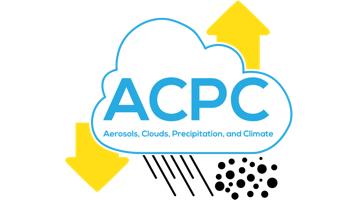 ACPC
Aerosols, Clouds, Precipitation, and Climate